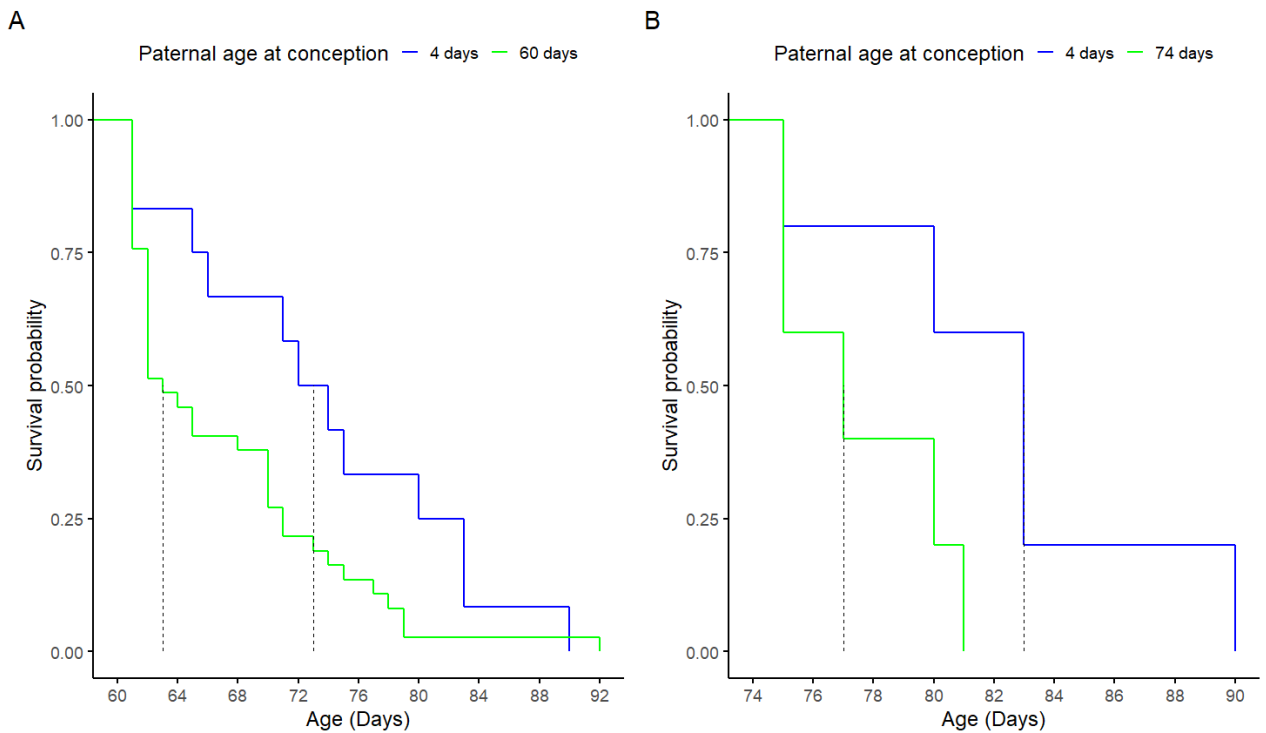 A
Paternal age at conception 4 days 60 days
Survival probability
1.00
0.75
0.50
0.25
0.00
60 64 68 72 76 80 84 88 92
Age (Days)
B
Paternal age at conception 4 days 74 days
Survival probability
1.00
0.75
0.50
0.25
0.00
74 76 78 80 82 84 86 88 90
Age (Days)